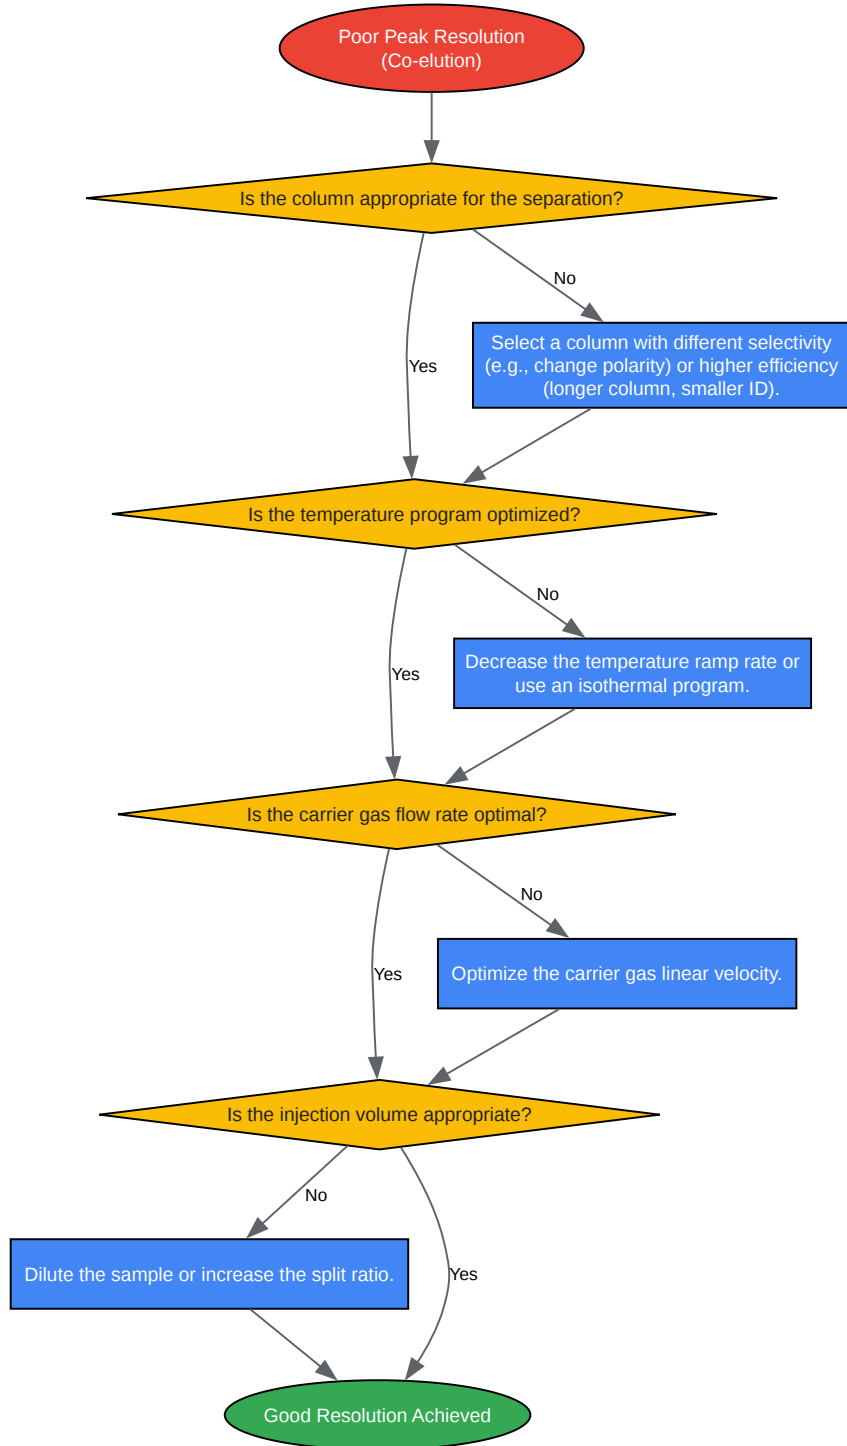 Poor Peak Resolution
(Co-elution)
Is the column appropriate for the separation?
No
Select a column with different selectivity
(e.g., change polarity) or higher efficiency
(longer column, smaller ID).
Yes
Is the temperature program optimized?
No
Decrease the temperature ramp rate or
use an isothermal program.
Yes
Is the carrier gas flow rate optimal?
No
Optimize the carrier gas linear velocity.
Yes
Is the injection volume appropriate?
No
Dilute the sample or increase the split ratio.
Yes
Good Resolution Achieved